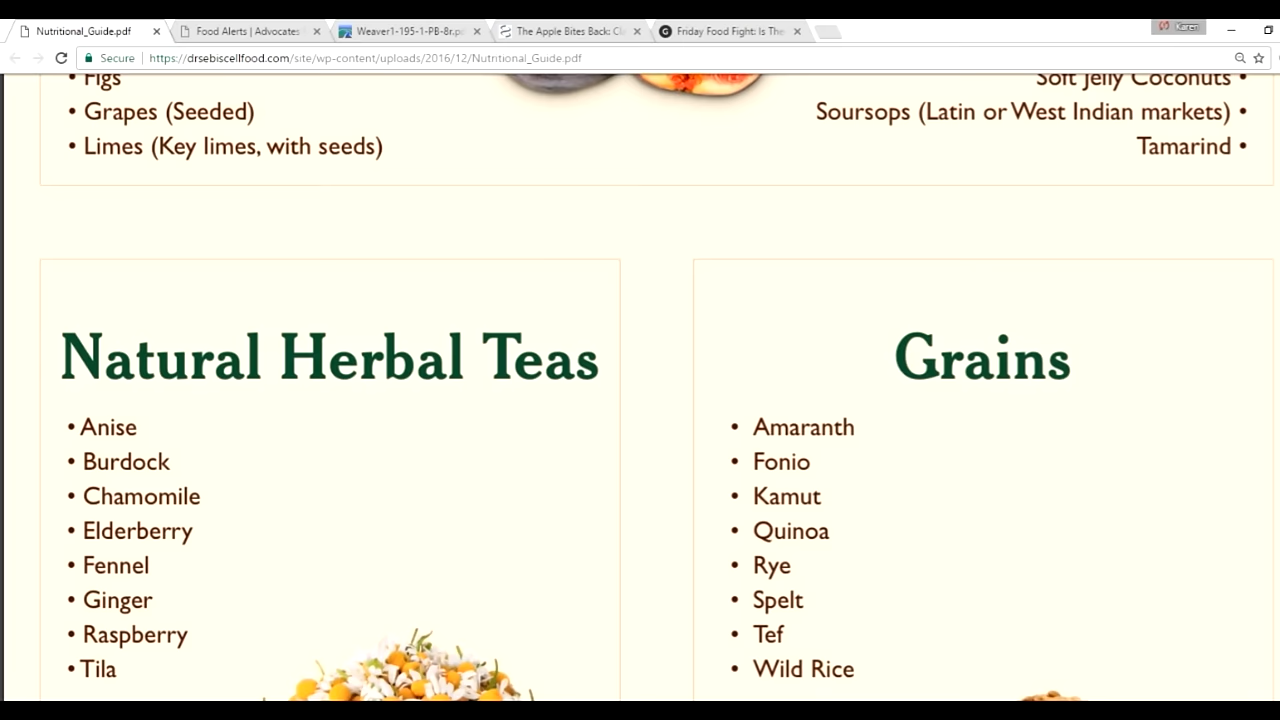 Nutritional_Guide.pdf
Food Alerts | Advocates
Weaver1-195-1-PB-8r.p
The Apple Bites Back: Cl
Friday Food Fight: Is The
Karen
Secure
https://drsebiscellfood.com/site/wp-content/uploads/2016/12/Nutritional_Guide.pdf
• Figs
• Grapes (Seeded)
• Limes (Key limes, with seeds)
Soft Jelly Coconuts •
Soursops (Latin or West Indian markets) •
Tamarind •
Natural Herbal Teas
• Anise
• Burdock
• Chamomile
• Elderberry
• Fennel
• Ginger
• Raspberry
• Tila
Grains
• Amaranth
• Fonio
• Kamut
• Quinoa
• Rye
• Spelt
• Tef
• Wild Rice